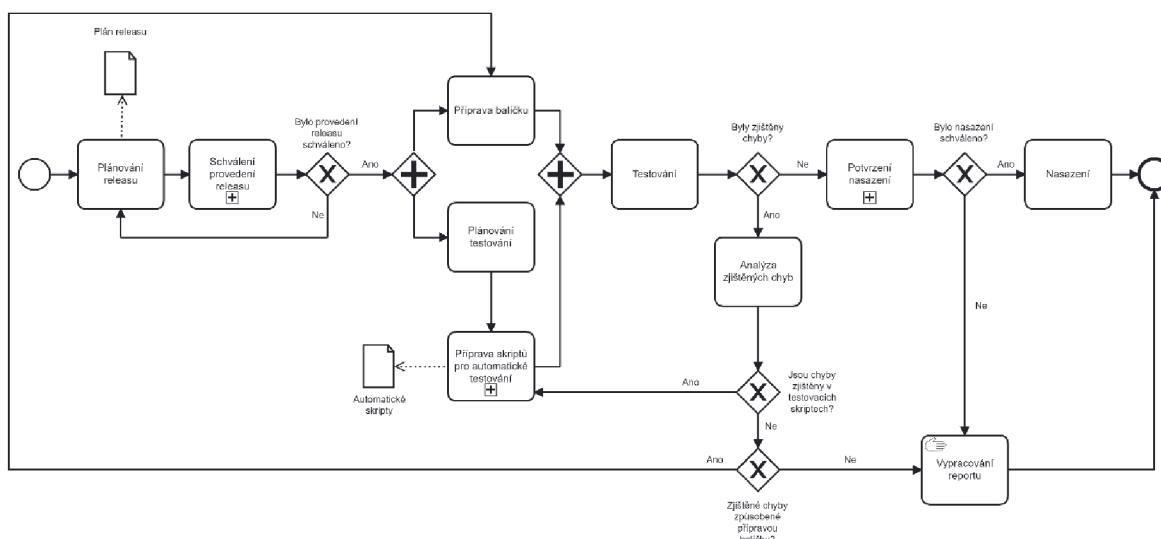 Plán releasu
Plánování
releasu
Schválení
provedení
releasu
Bylo provedení
releasu
schváleno?
Ano
Ne
Příprava balíčku
Plánování
testování
Příprava skriptů
pro automatické
testování
Automatické
skripty
Testování
Byly zjištěny
chyby?
Ne
Ano
Analýza
zjištěných chyb
Jsou chyby
zjištěny v
testovacích
skriptech?
Ano
Ne
Zjištěné chyby
způsobené
přípravou
balíčku?
Ano
Ne
Potvrzení
nasazení
Bylo nasazení
schváleno?
Ano
Ne
Nasazení
Vypracování
reportu